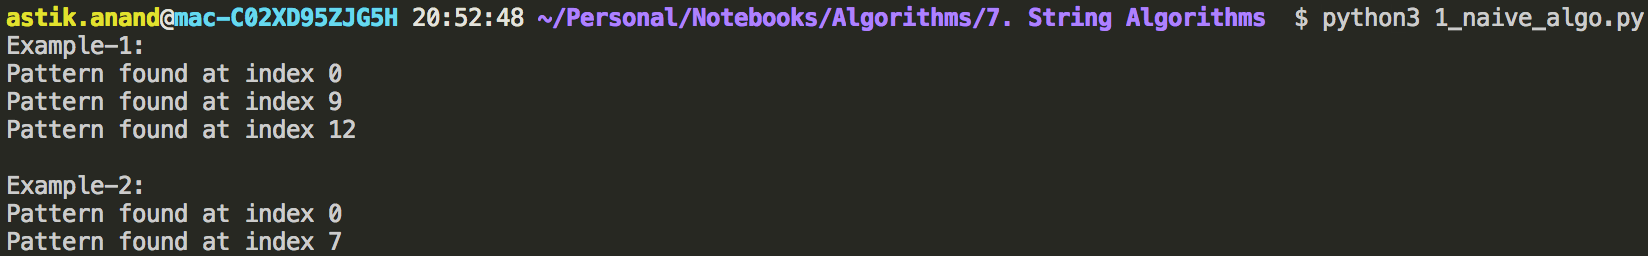 astik.anand@mac-C02XD95ZJG5H 20:52:48 ~/Personal/Notebooks/Algorithms/7. String Algorithms  $ python3 1_naive_algo.py
Example-1:
Pattern found at index 0
Pattern found at index 9
Pattern found at index 12

Example-2:
Pattern found at index 0
Pattern found at index 7